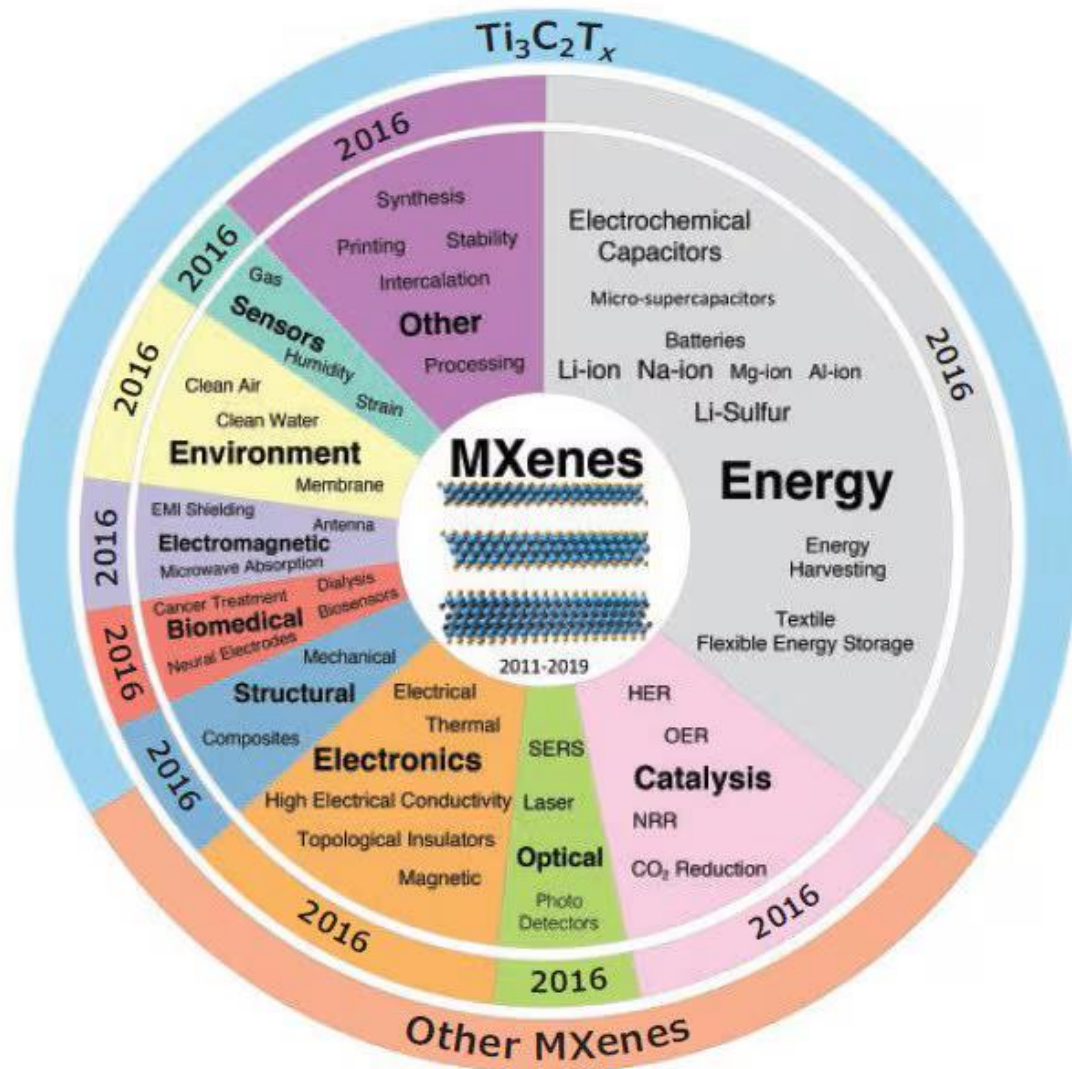 Ti₃C₂Tₓ
2016
Synthesis
Printing
Stability
Intercalation
Other
Processing
2016
Electrochemical
Capacitors
Micro-supercapacitors
Batteries
Li-ion
Na-ion
Mg-ion
Al-ion
Li-Sulfur
Energy
Energy
Harvesting
Textile
Flexible Energy Storage
2016
Gas
Sensors
Humidity
Strain
2016
Clean Air
Clean Water
Environment
Membrane
2016
EMI Shielding
Antenna
Electromagnetic
Microwave Absorption
2016
Cancer Treatment
Dialysis
Biomedical
Biosensors
Neural Electrodes
2016
Mechanical
Structural
Composites
2016
Electrical
Thermal
Electronics
High Electrical Conductivity
Topological Insulators
Magnetic
2016
SERS
Laser
Optical
Photo
Detectors
2016
HER
OER
Catalysis
NRR
CO₂ Reduction
2016
MXenes
2011-2019
Other MXenes